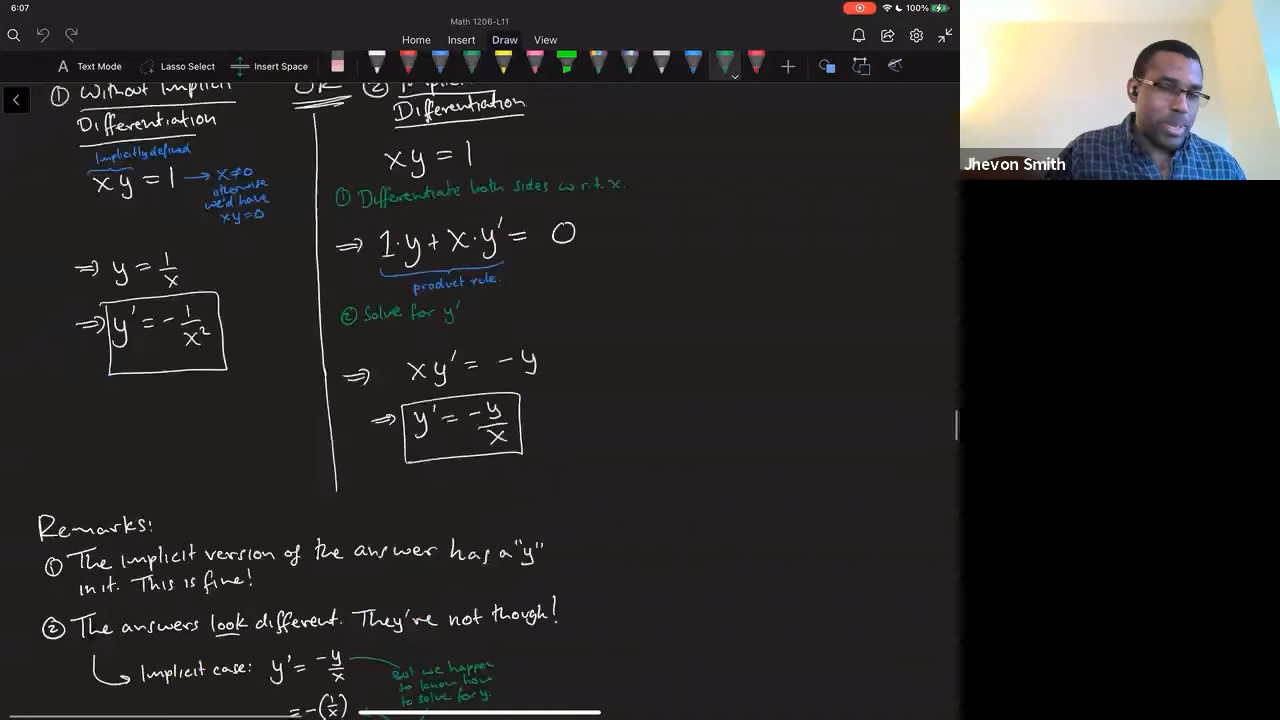 6:07
100%
Math 1206-L11
Home Insert Draw View
Text Mode Lasso Select Insert Space
① Without Implicit
Differentiation
Implicitly defined
xy = 1 → x ≠ 0
otherwise
we'd have
xy = 0
⇒ y = 1/x
⇒ y' = -1/x²
OR
②
Differentiation
xy = 1
① Differentiate both sides w.r.t. x.
⇒ 1·y + x·y' = 0
product rule.
② Solve for y'
⇒ xy' = -y
⇒ y' = -y/x
Remarks:
① The implicit version of the answer has a "y"
in it. This is fine!
② The answers look different. They're not though!
Implicit case: y' = -y/x
= -(1/x)
But we happen
to know how
to solve for y.
Jhevon Smith